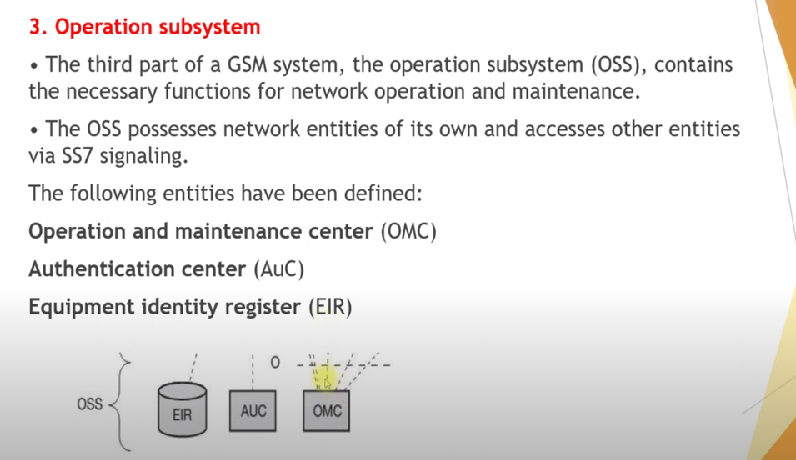 3. Operation subsystem
• The third part of a GSM system, the operation subsystem (OSS), contains
the necessary functions for network operation and maintenance.
• The OSS possesses network entities of its own and accesses other entities
via SS7 signaling.
The following entities have been defined:
Operation and maintenance center (OMC)
Authentication center (AuC)
Equipment identity register (EIR)
O
OSS
EIR
AUC
OMC